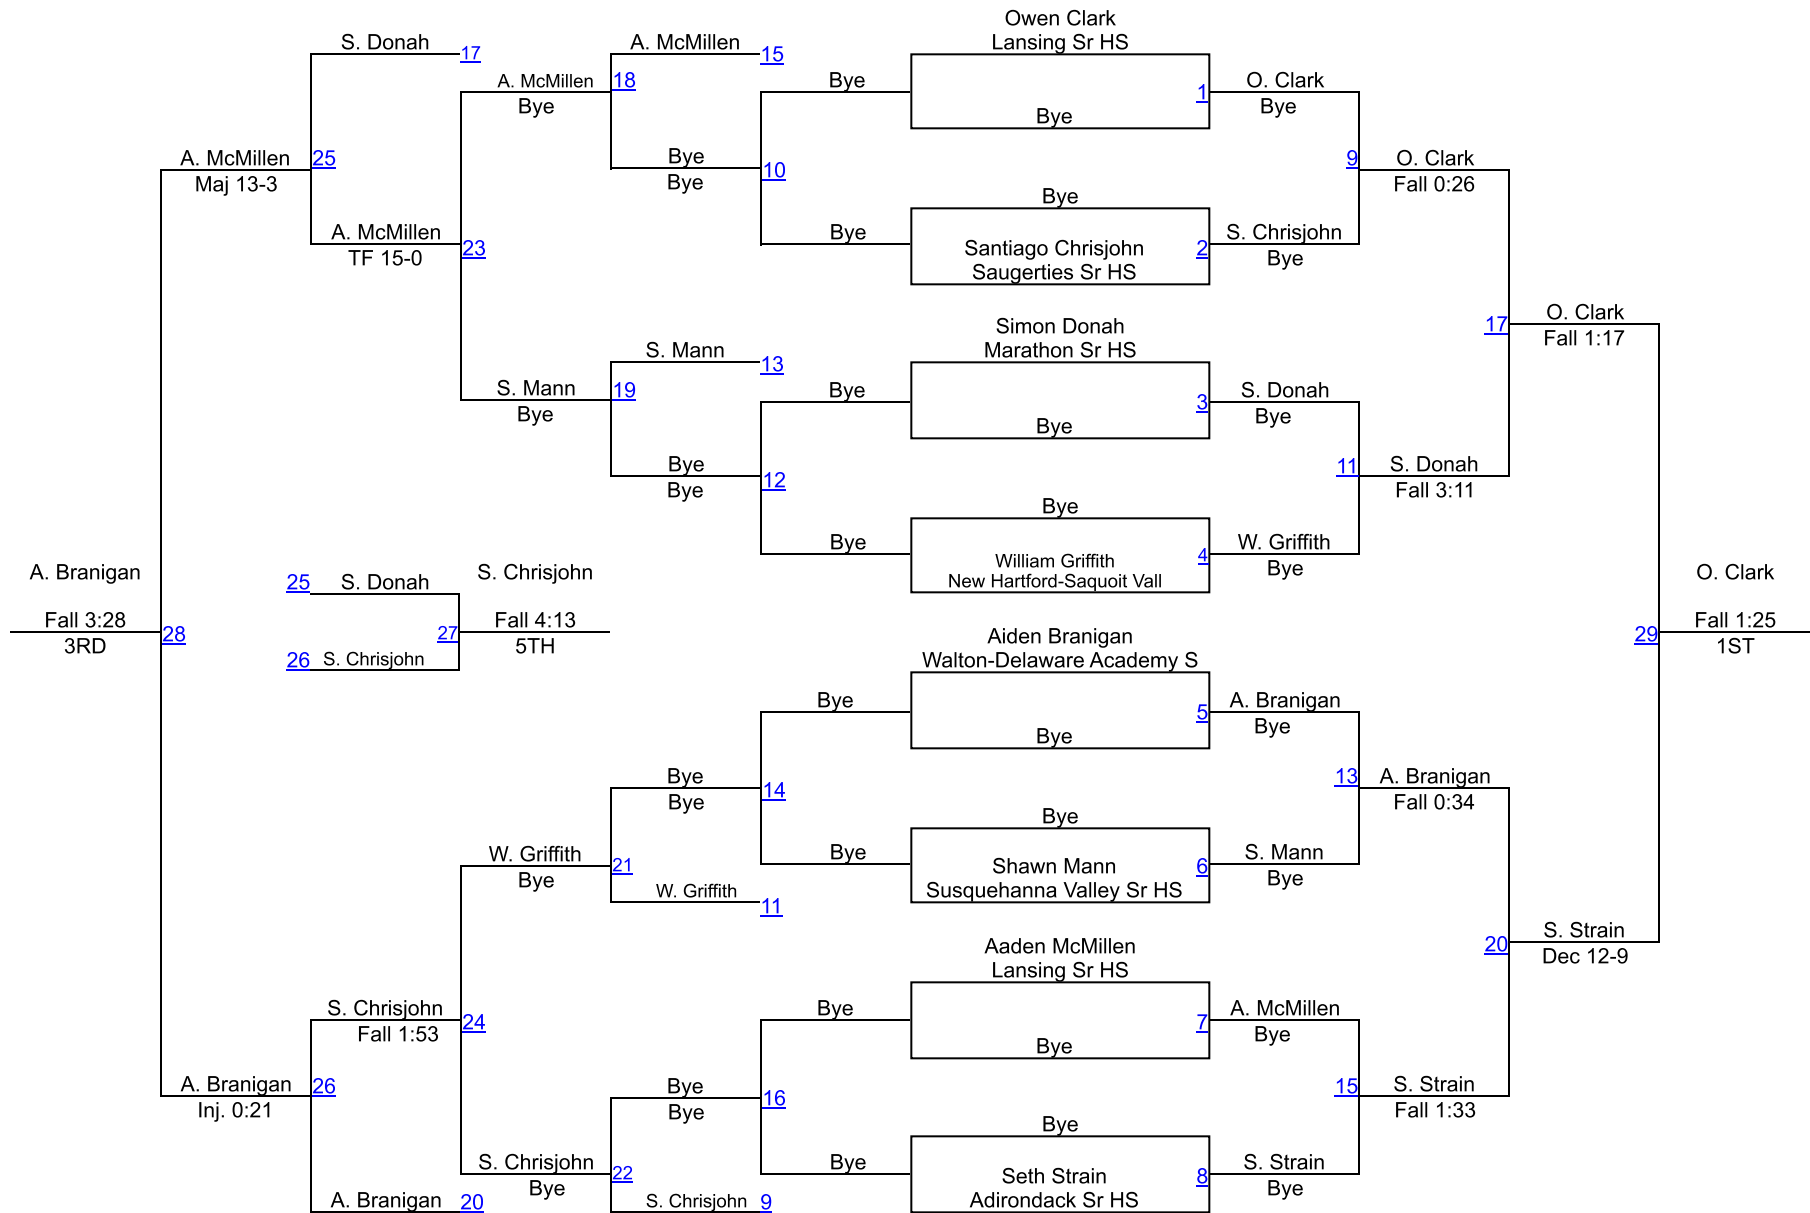 Owen Clark
Lansing Sr HS
S. Donah
17
A. McMillen
15
A. McMillen
18
Bye
Bye
1
O. Clark
Bye
Bye
A. McMillen
25
Maj 13-3
Bye
10
Bye
9
O. Clark
Fall 0:26
Bye
A. McMillen
23
TF 15-0
Bye
Santiago Chrisjohn
2
Saugerties Sr HS
S. Chrisjohn
Bye
Simon Donah
Marathon Sr HS
17
O. Clark
Fall 1:17
S. Mann
13
S. Mann
19
Bye
Bye
3
S. Donah
Bye
Bye
Bye
12
Bye
11
S. Donah
Fall 3:11
Bye
Bye
William Griffith
4
New Hartford-Saquoit Vall
W. Griffith
Bye
A. Branigan
Fall 3:28
28
3RD
25
S. Donah
S. Chrisjohn
Fall 4:13
27
5TH
26
S. Chrisjohn
O. Clark
Fall 1:25
29
1ST
Aiden Branigan
Walton-Delaware Academy S
Bye
5
A. Branigan
Bye
Bye
Bye
14
Bye
13
A. Branigan
Fall 0:34
Bye
W. Griffith
21
Bye
W. Griffith
11
Bye
Shawn Mann
6
Susquehanna Valley Sr HS
S. Mann
Bye
Aaden McMillen
Lansing Sr HS
20
S. Strain
Dec 12-9
S. Chrisjohn
24
Fall 1:53
Bye
7
A. McMillen
Bye
Bye
A. Branigan
26
Inj. 0:21
Bye
16
Bye
15
S. Strain
Fall 1:33
Bye
S. Chrisjohn
22
Bye
Bye
Seth Strain
8
Adirondack Sr HS
S. Strain
Bye
A. Branigan
20
S. Chrisjohn
9